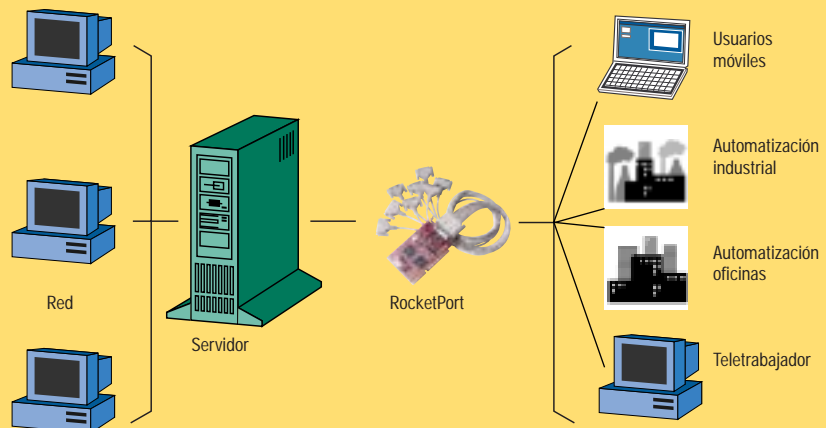 Usuarios
móviles
Automatización
industrial
Automatización
oficinas
Red
RocketPort
Servidor
Teletrabajador